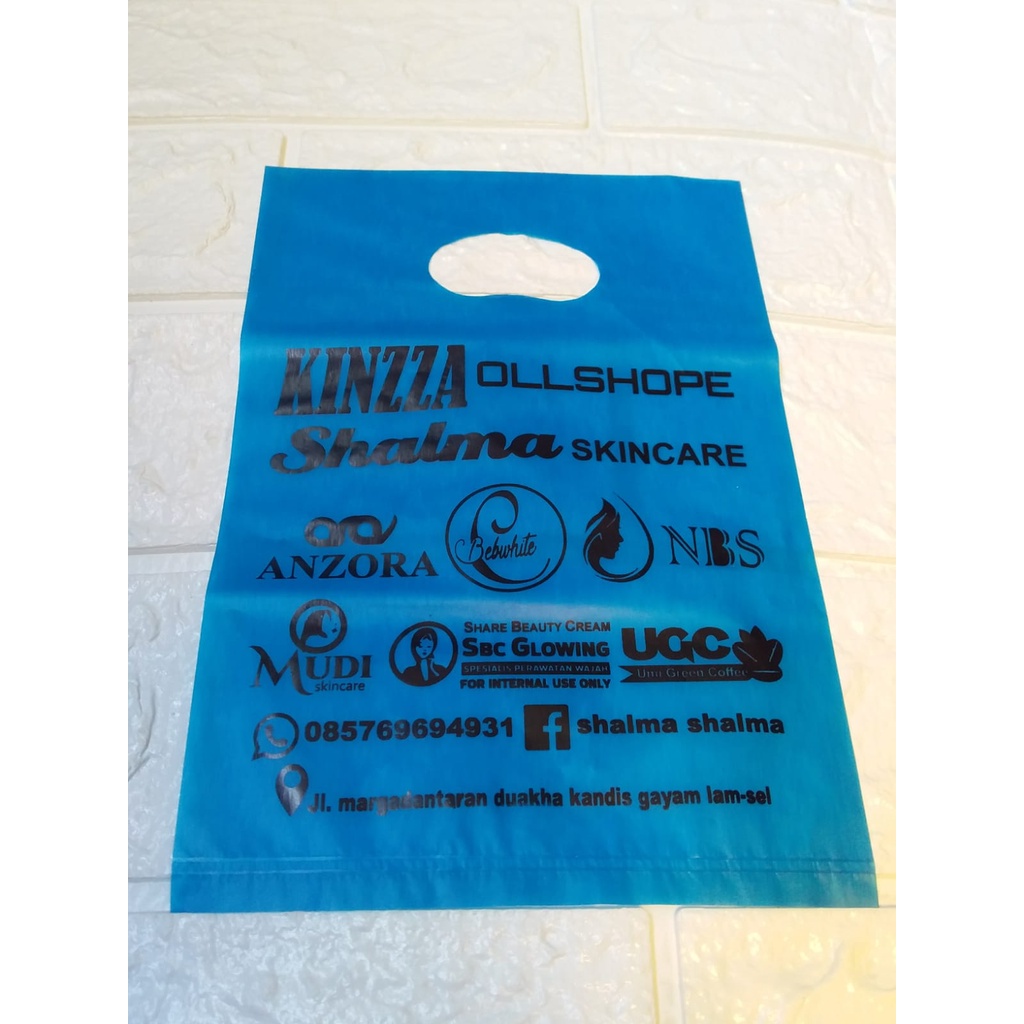 KINZZA OLLSHOPE
Shalma SKINCARE
ANZORA
Bebwhite
C
NBS
MUDI
skincare
SHARE BEAUTY CREAM
SBC GLOWING
SPESIALIS PERAWATAN WAJAH
FOR INTERNAL USE ONLY
UGC
Umi Green Coffee
085769694931
f shalma shalma
Jl. margadantaran duakha kandis gayam lam-sel